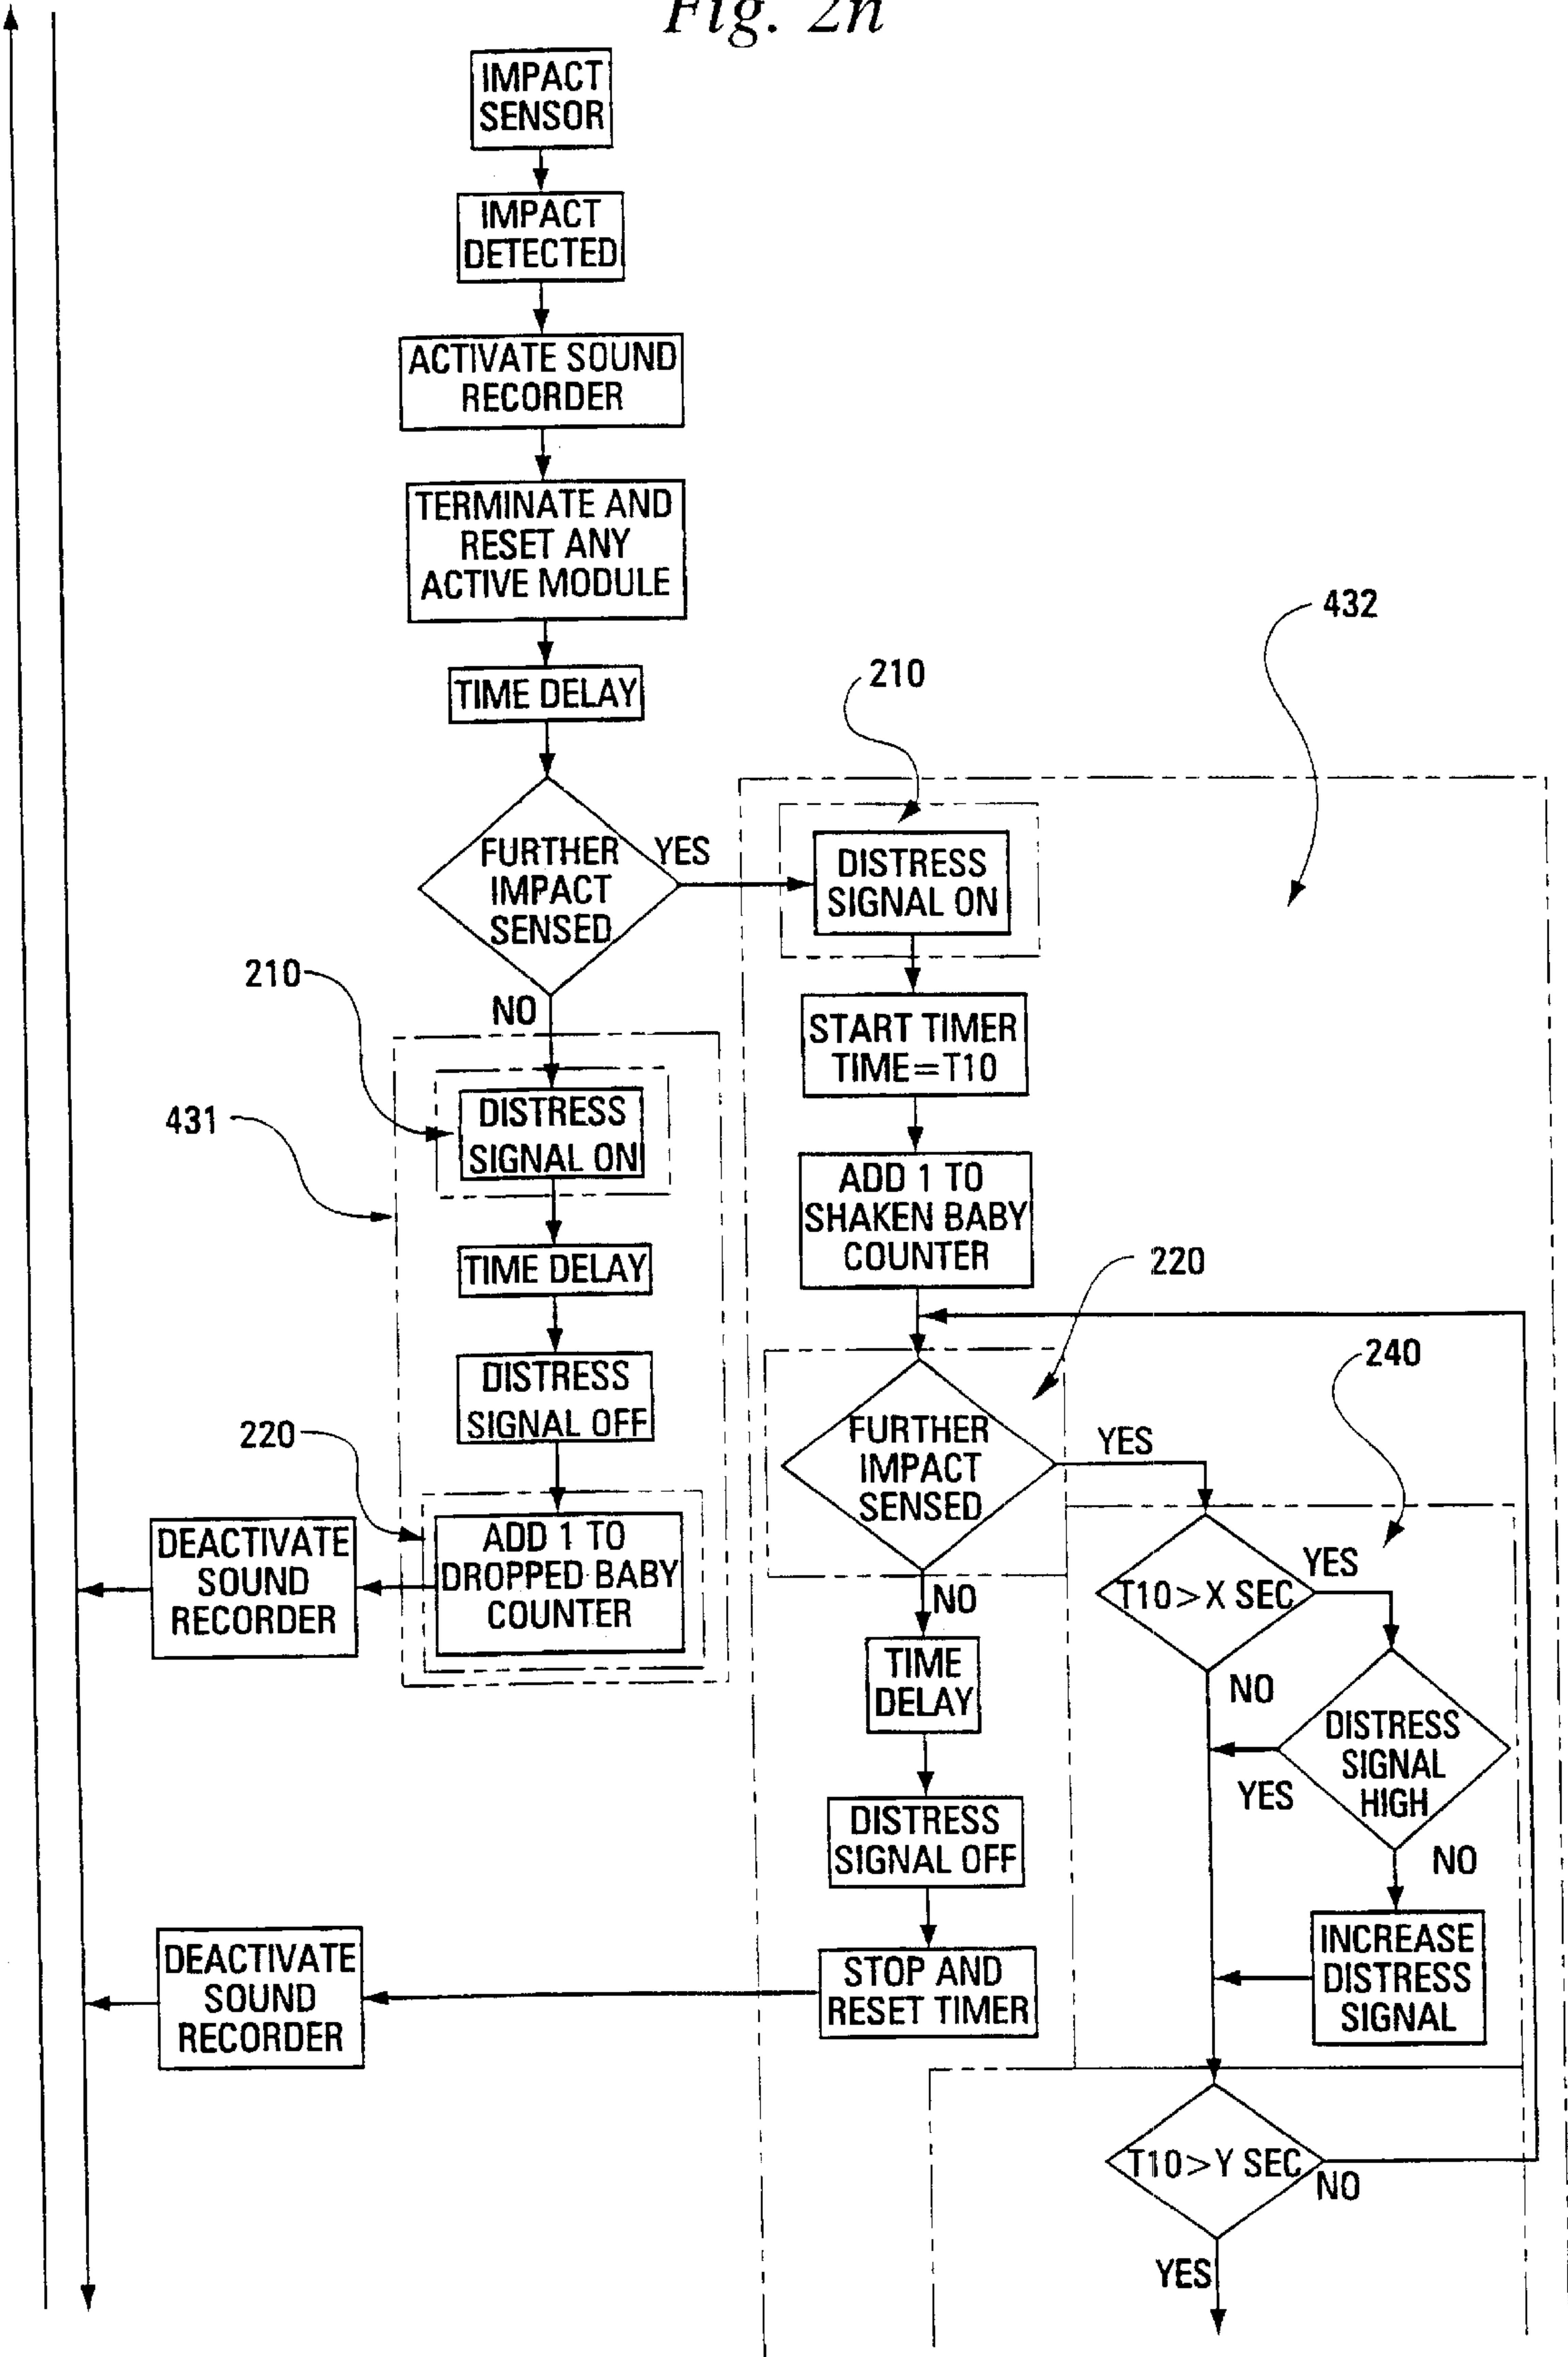 Fig. 2n
IMPACT
SENSOR
IMPACT
DETECTED
ACTIVATE SOUND
RECORDER
TERMINATE AND
RESET ANY
ACTIVE MODULE
TIME DELAY
FURTHER
IMPACT
SENSED
YES
NO
432
210
DISTRESS
SIGNAL ON
START TIMER
TIME=T10
ADD 1 TO
SHAKEN BABY
COUNTER
210
431
DISTRESS
SIGNAL ON
TIME DELAY
DISTRESS
SIGNAL OFF
220
ADD 1 TO
DROPPED BABY
COUNTER
DEACTIVATE
SOUND
RECORDER
220
FURTHER
IMPACT
SENSED
YES
NO
240
T10>X SEC
YES
NO
DISTRESS
SIGNAL
HIGH
YES
NO
INCREASE
DISTRESS
SIGNAL
TIME
DELAY
DISTRESS
SIGNAL OFF
STOP AND
RESET TIMER
DEACTIVATE
SOUND
RECORDER
T10>Y SEC
NO
YES